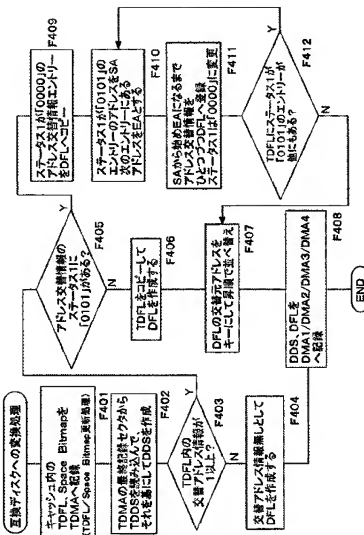 互換ディスクへの変換処理
キャッシュ内の
TDFL、Space Bitmapを
TDMAへ記録
(TDFL/Space Bitmap更新処理)
F401
TDMAの最終記録セクタから
TDDSを読み込んで、
それを基にしてDDSを作成
F402
TDFL内の
交替アドレス情報が
1以上?
F403
Y
N
交替アドレス情報無しとして
DFLを作成する
F404
アドレス交替情報の
ステータス1に
「0101」がある?
F405
Y
N
TDFLをコピーして
DFLを作成する
F406
DFLの交替元アドレスを
キーにして昇順で並べ替え
F407
DDS、DFLを
DMA1/DMA2/DMA3/DMA4
へ記録
F408
END
ステータス1が「0000」の
アドレス交替情報エントリー
をDFLへコピー
F409
ステータス1が「0101」の
エントリーのアドレスをSA
次のエントリーにある
アドレスをEAとする
F410
SAから始めEAになるまで
アドレス交替情報を
ひとつづつDFLへ登録
ステータス1は「0000」に変更
F411
TDFLにステータス1が
「0101」のエントリーが
他にもある?
F412
Y
N